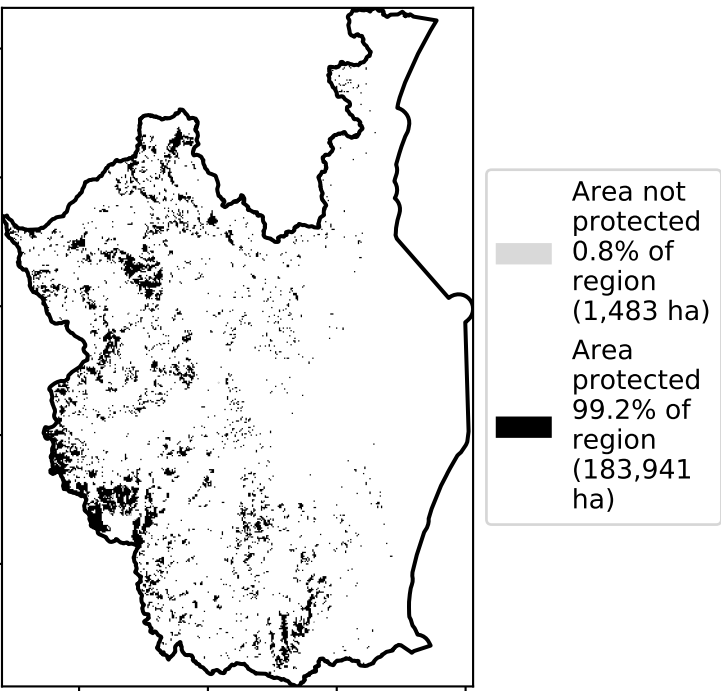 Area not
protected
0.8% of
region
(1,483 ha)
Area
protected
99.2% of
region
(183,941
ha)